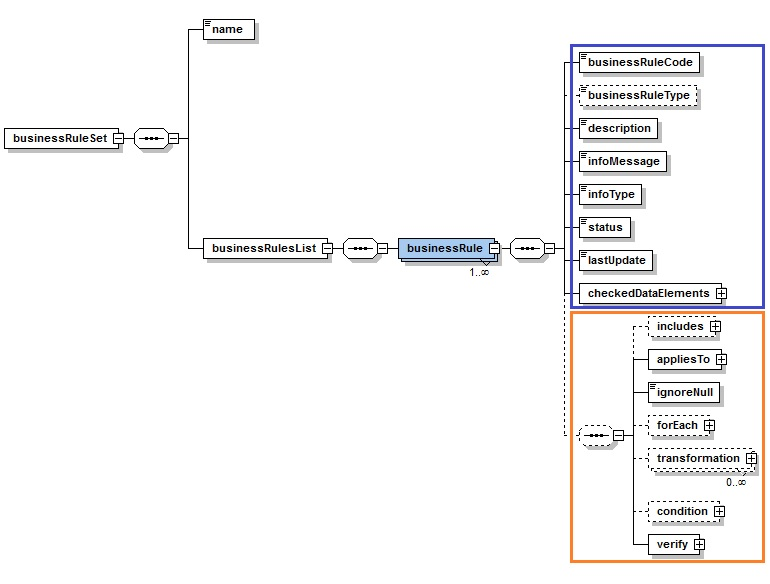 name
businessRuleSet
businessRulesList
businessRule
1..∞
businessRuleCode
businessRuleType
description
infoMessage
infoType
status
lastUpdate
checkedDataElements
includes
appliesTo
ignoreNull
forEach
transformation
0..∞
condition
verify